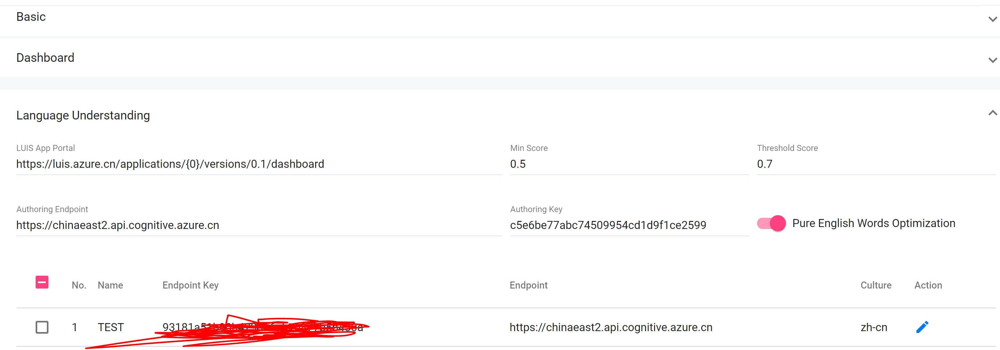 Basic
Dashboard
Language Understanding
LUIS App Portal Min Score Threshold Score
https://luis.azure.cn/applications/{0}/versions/0.1/dashboard 0.5 0.7
Authoring Endpoint Authoring Key
https://chinaeast2.api.cognitive.azure.cn c5e6be77abc74509954cd1d9f1ce2599 Pure English Words Optimization
No. Name Endpoint Key Endpoint Culture Action
1 TEST https://chinaeast2.api.cognitive.azure.cn zh-cn